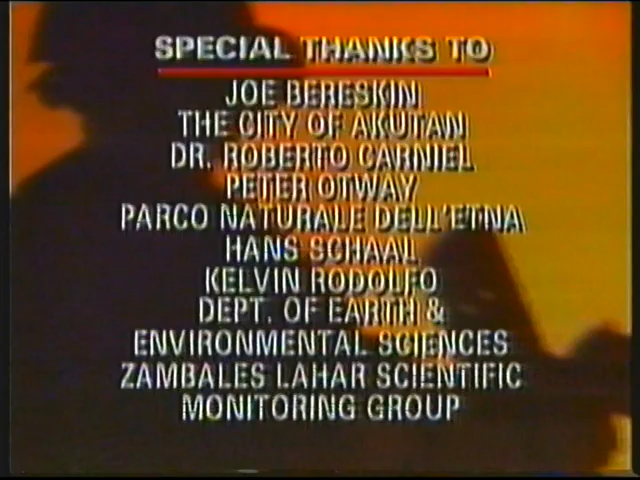 SPECIAL THANKS TO
JOE BERESKIN
THE CITY OF AKUTAN
DR. ROBERTO CARNIEL
PETER OTWAY
PARCO NATURALE DELL'ETNA
HANS SCHAAL
KELVIN RODOLFO
DEPT. OF EARTH &
ENVIRONMENTAL SCIENCES
ZAMBALES LAHAR SCIENTIFIC
MONITORING GROUP